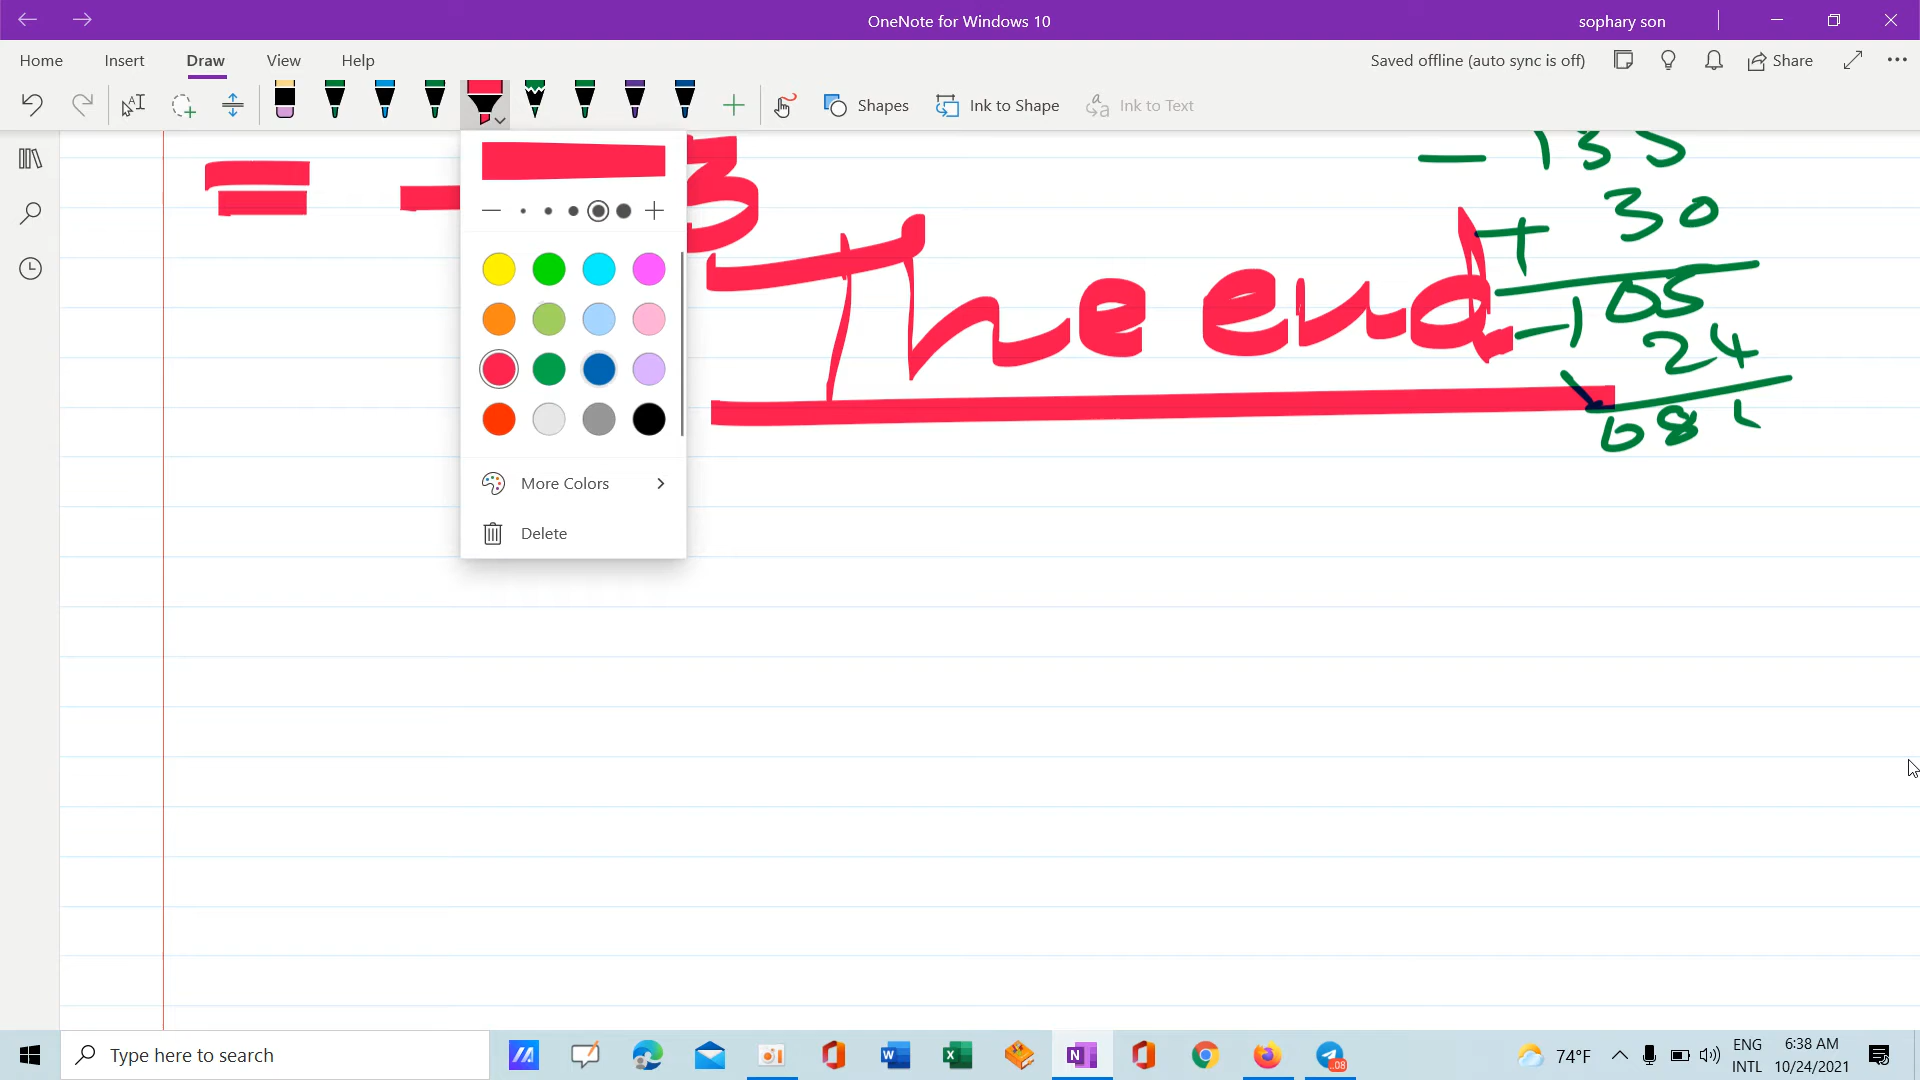 OneNote for Windows 10
sophary son
Home Insert Draw View Help
Saved offline (auto sync is off) Share
Shapes Ink to Shape Ink to Text
= - 3
The end
- 135
+ 30
-105
24
More Colors
Delete
Type here to search
74°F
ENG
INTL
6:38 AM
10/24/2021